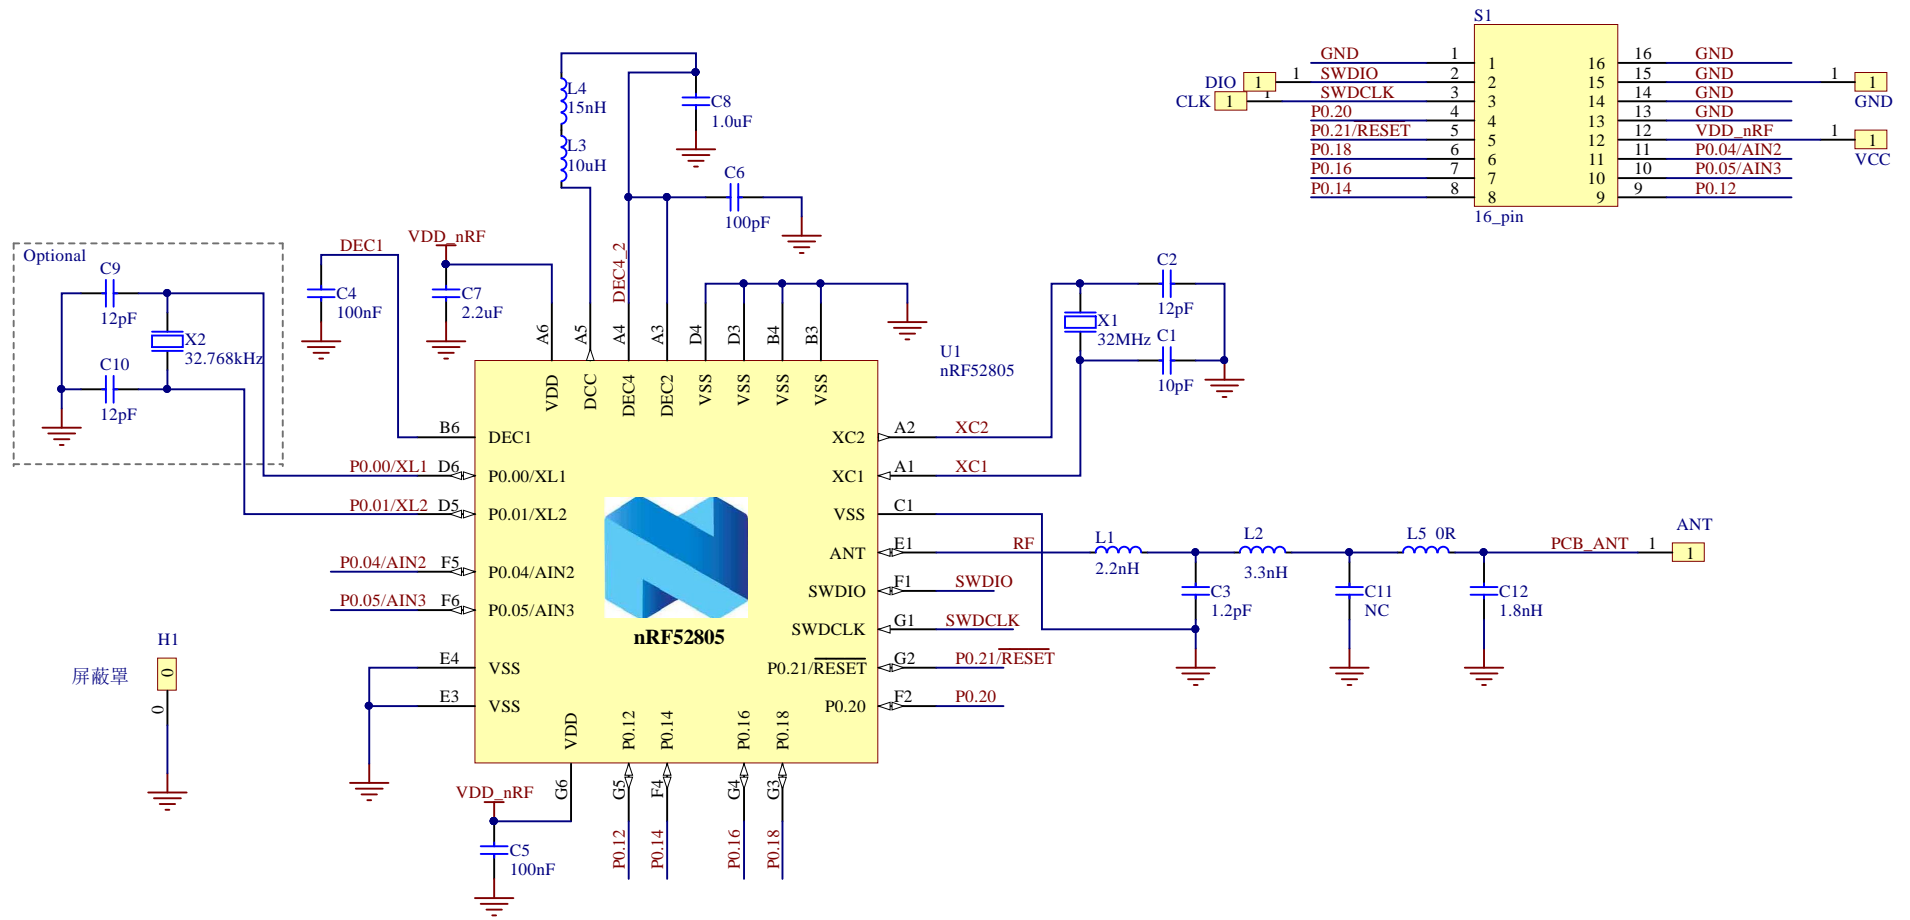 S1
GND 1 1 16 16 GND
DIO 1 1 SWDIO 2 2 15 15 GND 1 1 GND
CLK 1 1 SWDCLK 3 3 14 14 GND
P0.20 4 4 13 13 GND
P0.21/RESET 5 5 12 12 VDD_nRF 1 1 VCC
P0.18 6 6 11 11 P0.04/AIN2
P0.16 7 7 10 10 P0.05/AIN3
P0.14 8 8 9 9 P0.12
16_pin
L4
15nH
L3
10uH
C8
1.0uF
C6
100pF
DEC4_2
Optional
C9
12pF
X2
32.768kHz
C10
12pF
DEC1
C4
100nF
VDD_nRF
C7
2.2uF
A6 A5 A4 A3 D4 D3 B4 B3
VDD DCC DEC4 DEC2 VSS VSS VSS VSS
U1
nRF52805
C2
12pF
X1
32MHz
C1
10pF
B6 DEC1
P0.00/XL1 D6 P0.00/XL1
P0.01/XL2 D5 P0.01/XL2
P0.04/AIN2 F5 P0.04/AIN2
P0.05/AIN3 F6 P0.05/AIN3
E4 VSS
E3 VSS
nRF52805
XC2 A2 XC2
XC1 A1 XC1
VSS C1
ANT E1 RF
SWDIO F1 SWDIO
SWDCLK G1 SWDCLK
P0.21/RESET G2 P0.21/RESET
P0.20 F2 P0.20
L1
2.2nH
C3
1.2pF
L2
3.3nH
C11
NC
L5 0R
C12
1.8nH
PCB_ANT 1 1
ANT
H1
屏蔽罩
0
0
VDD P0.12 P0.14 P0.16 P0.18
G6 G5 F4 G4 G3
P0.12 P0.14 P0.16 P0.18
VDD_nRF
C5
100nF